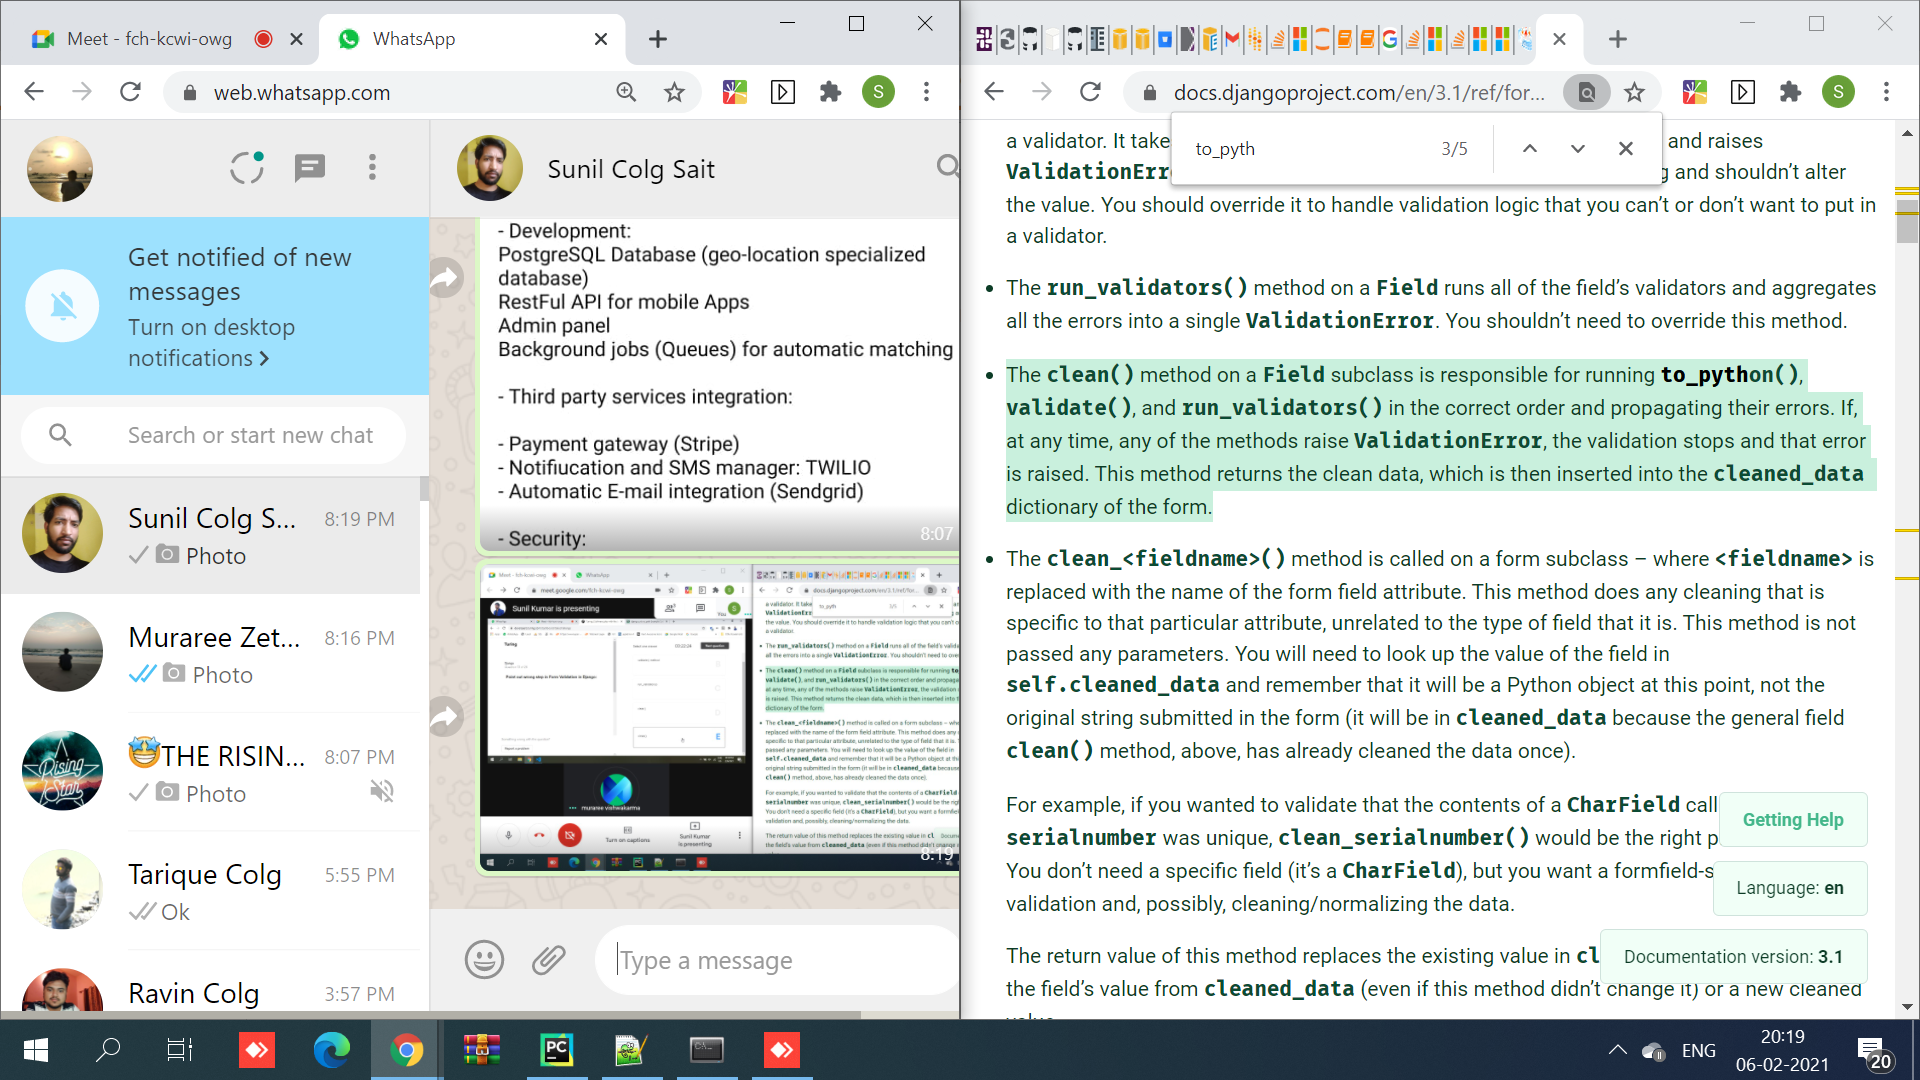 Meet - fch-kcwi-owg
WhatsApp
web.whatsapp.com
S
Sunil Colg Sait
Get notified of new
messages
Turn on desktop
notifications
Search or start new chat
Sunil Colg S... 8:19 PM
Photo
Muraree Zet... 8:16 PM
Photo
THE RISIN... 8:07 PM
Photo
Rising
Star
Tarique Colg 5:55 PM
Ok
Ravin Colg 3:57 PM
- Development:
PostgreSQL Database (geo-location specialized
database)
RestFul API for mobile Apps
Admin panel
Background jobs (Queues) for automatic matching
- Third party services integration:
- Payment gateway (Stripe)
- Notifiucation and SMS manager: TWILIO
- Automatic E-mail integration (Sendgrid)
- Security:
8:07
Sunil Kumar is presenting
muraree vishwakarma
Turn on captions
Sunil Kumar
is presenting
8:19
Type a message
docs.djangoproject.com/en/3.1/ref/for...
S
to_pyth 3/5
a validator. It take
and raises
ValidationErr
g and shouldn’t alter
the value. You should override it to handle validation logic that you can’t or don’t want to put in
a validator.
• The run_validators() method on a Field runs all of the field’s validators and aggregates
all the errors into a single ValidationError. You shouldn’t need to override this method.
• The clean() method on a Field subclass is responsible for running to_python(),
validate(), and run_validators() in the correct order and propagating their errors. If,
at any time, any of the methods raise ValidationError, the validation stops and that error
is raised. This method returns the clean data, which is then inserted into the cleaned_data
dictionary of the form.
• The clean_<fieldname>() method is called on a form subclass – where <fieldname> is
replaced with the name of the form field attribute. This method does any cleaning that is
specific to that particular attribute, unrelated to the type of field that it is. This method is not
passed any parameters. You will need to look up the value of the field in
self.cleaned_data and remember that it will be a Python object at this point, not the
original string submitted in the form (it will be in cleaned_data because the general field
clean() method, above, has already cleaned the data once).
For example, if you wanted to validate that the contents of a CharField call
serialnumber was unique, clean_serialnumber() would be the right p
You don’t need a specific field (it’s a CharField), but you want a formfield-s
validation and, possibly, cleaning/normalizing the data.
The return value of this method replaces the existing value in cl
the field’s value from cleaned_data (even if this method didn’t change it) or a new cleaned
Getting Help
Language: en
Documentation version: 3.1
PC
ENG
20:19
06-02-2021
20